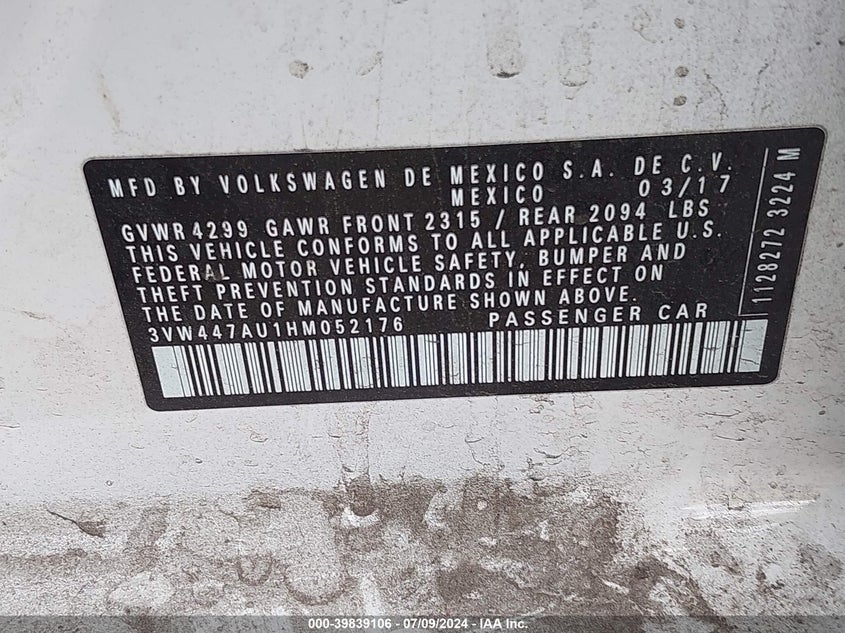 MFD BY VOLKSWAGEN DE MEXICO S.A. DE C.V.
MEXICO 03/17
GVWR 4299 GAWR FRONT 2315 / REAR 2094 LBS
THIS VEHICLE CONFORMS TO ALL APPLICABLE U.S.
FEDERAL MOTOR VEHICLE SAFETY, BUMPER AND
THEFT PREVENTION STANDARDS IN EFFECT ON
THE DATE OF MANUFACTURE SHOWN ABOVE.
3VW447AU1HM052176 PASSENGER CAR
1128272 3224 M
000-39839106 - 07/09/2024 - IAA Inc.